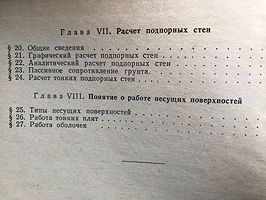 Глава VII. Расчет подпорных стен
§ 20. Общие сведения
§ 21. Графический расчет подпорных стен
§ 22. Аналитический расчет подпорных стен
§ 23. Пассивное сопротивление грунта.
§ 24. Расчет тонких подпорных стен
Глава VIII. Понятие о работе несущих поверхностей
§ 25. Типы несущих поверхностей
§ 26. Работа тонких плит
§ 27. Работа оболочек